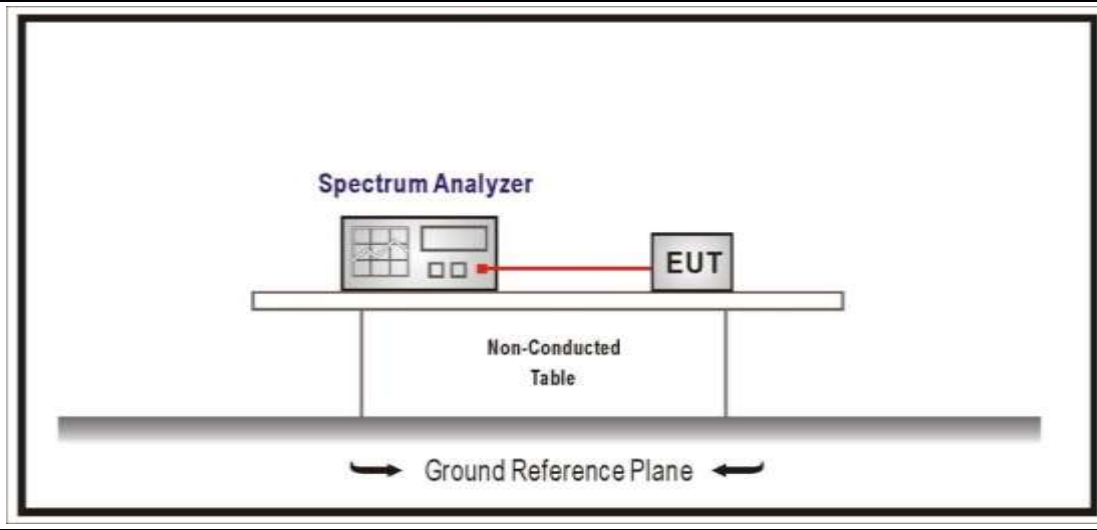 Spectrum Analyzer
EUT
Non-Conducted
Table
Ground Reference Plane